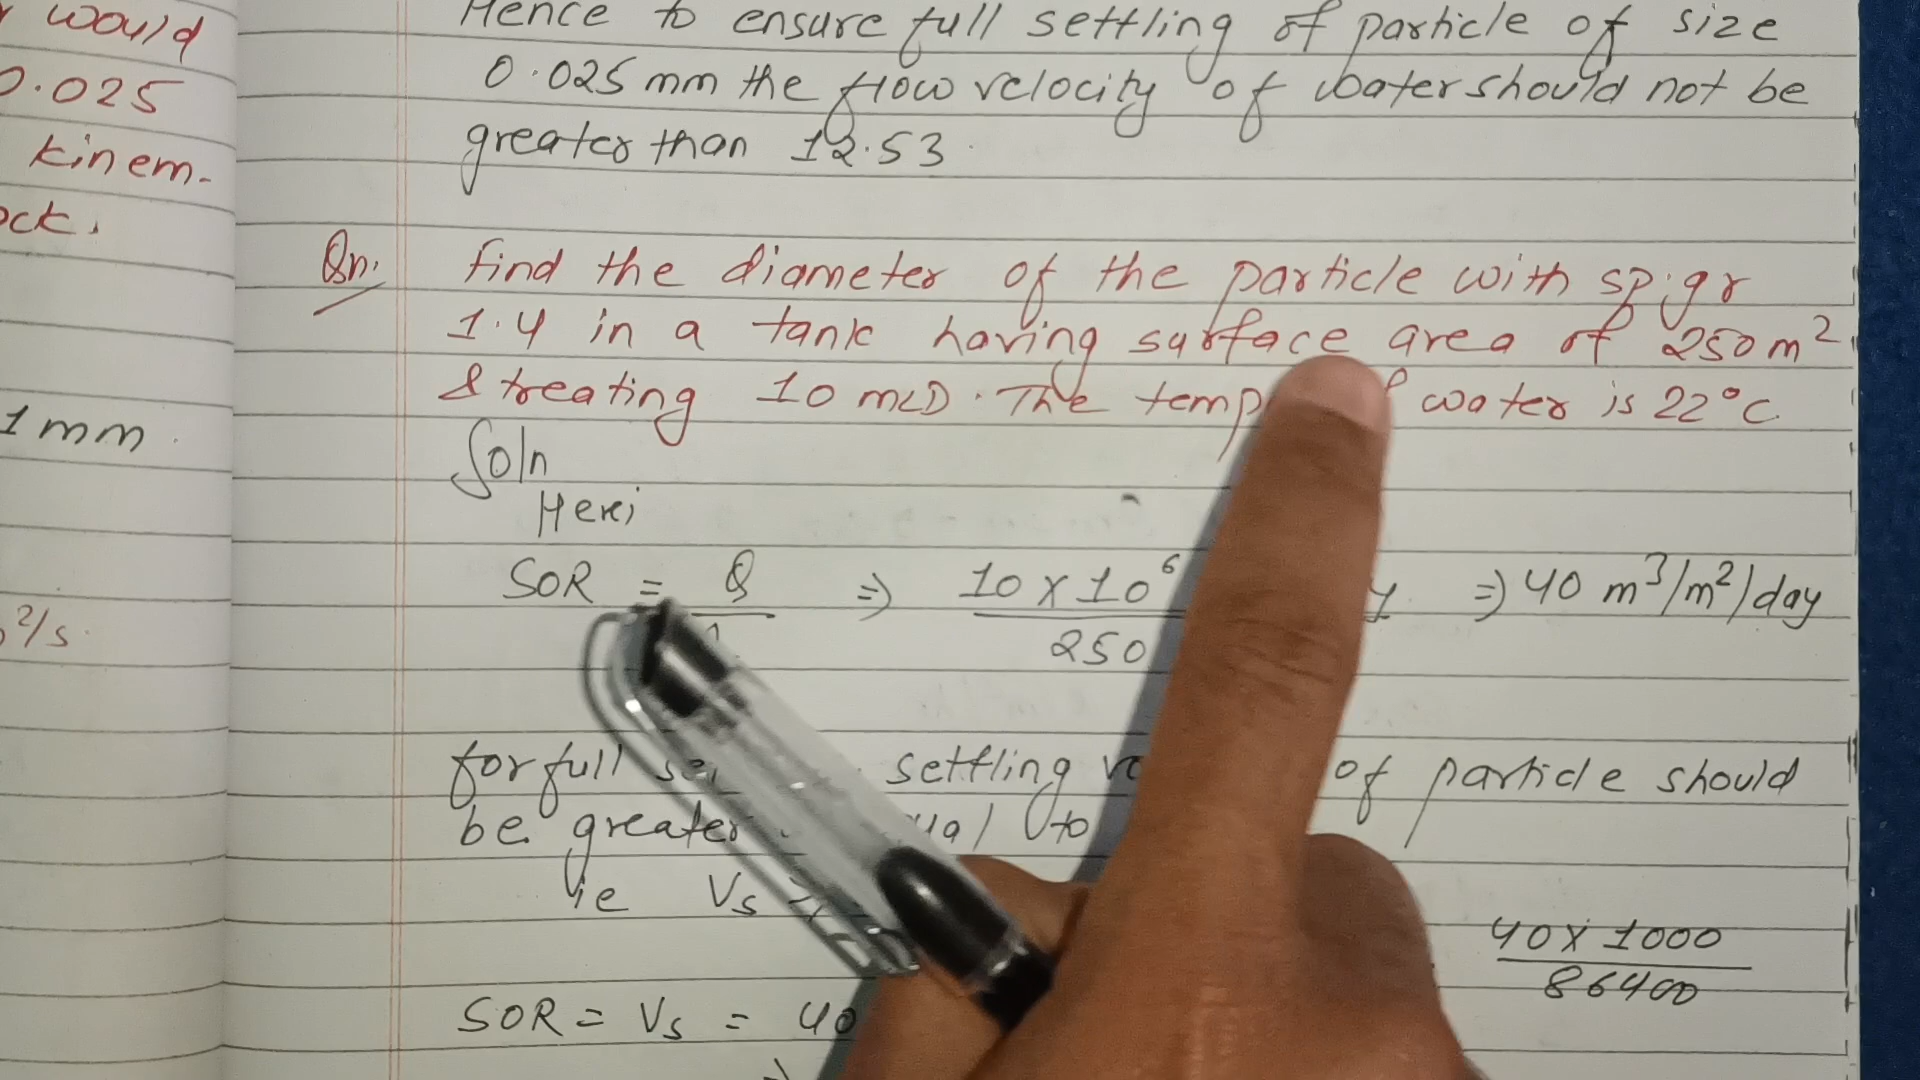 would
0.025
kinem-
ock.
1 mm.
²/s.
Hence to ensure full settling of particle of size
0.025 mm the flow velocity of water should not be
greater than 12.53
Qn. find the diameter of the particle with sp.gr
1.4 in a tank having surface area of 250 m²
& treating 10 MLD. The temp water is 22°C
Soln
Here;
SOR = Q => 10 x 10⁶ => 40 m³/m²/day
250
for full settling of particle should
be greater to
ie Vs
40 x 1000
86400
SOR = Vs = 40